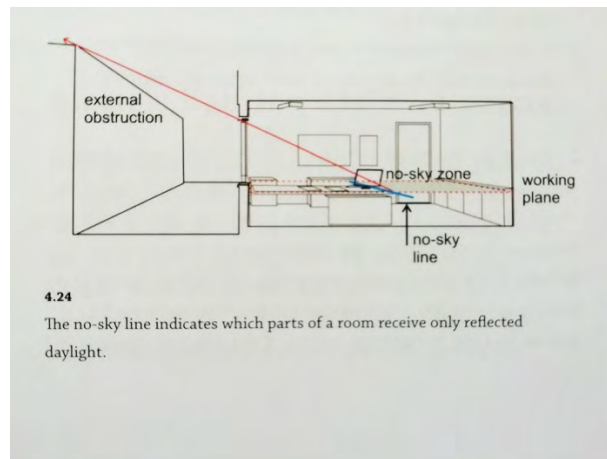 external
obstruction
no-sky zone
working
plane
no-sky
line
4.24
The no-sky line indicates which parts of a room receive only reflected
daylight.